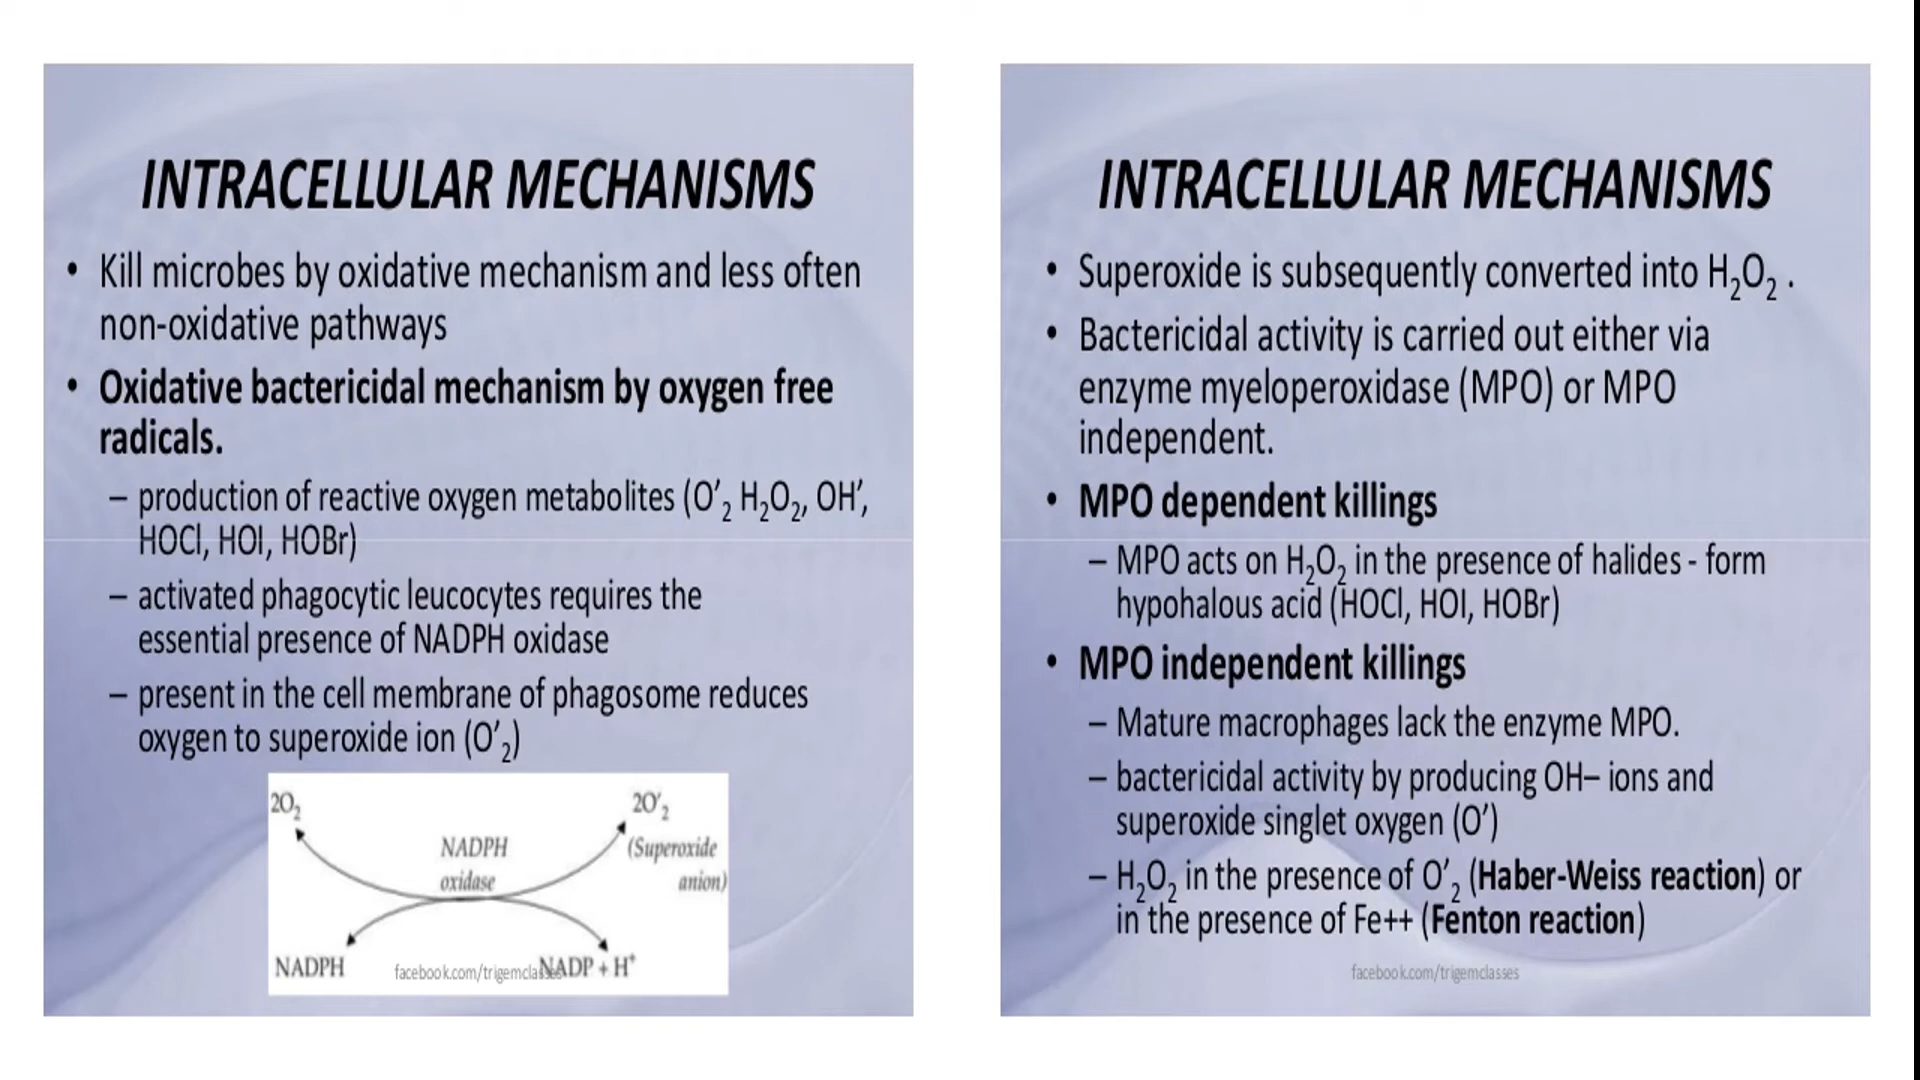 INTRACELLULAR MECHANISMS
• Kill microbes by oxidative mechanism and less often
non-oxidative pathways
• Oxidative bactericidal mechanism by oxygen free
radicals.
– production of reactive oxygen metabolites (O’₂ H₂O₂, OH’,
HOCl, HOI, HOBr)
– activated phagocytic leucocytes requires the
essential presence of NADPH oxidase
– present in the cell membrane of phagosome reduces
oxygen to superoxide ion (O’₂)
2O₂
2O’₂
NADPH
oxidase
(Superoxide
anion)
NADPH
NADP + H⁺
facebook.com/trigemclasses
INTRACELLULAR MECHANISMS
• Superoxide is subsequently converted into H₂O₂ .
• Bactericidal activity is carried out either via
enzyme myeloperoxidase (MPO) or MPO
independent.
• MPO dependent killings
– MPO acts on H₂O₂ in the presence of halides - form
hypohalous acid (HOCl, HOI, HOBr)
• MPO independent killings
– Mature macrophages lack the enzyme MPO.
– bactericidal activity by producing OH– ions and
superoxide singlet oxygen (O’)
– H₂O₂ in the presence of O’₂ (Haber-Weiss reaction) or
in the presence of Fe++ (Fenton reaction)
facebook.com/trigemclasses